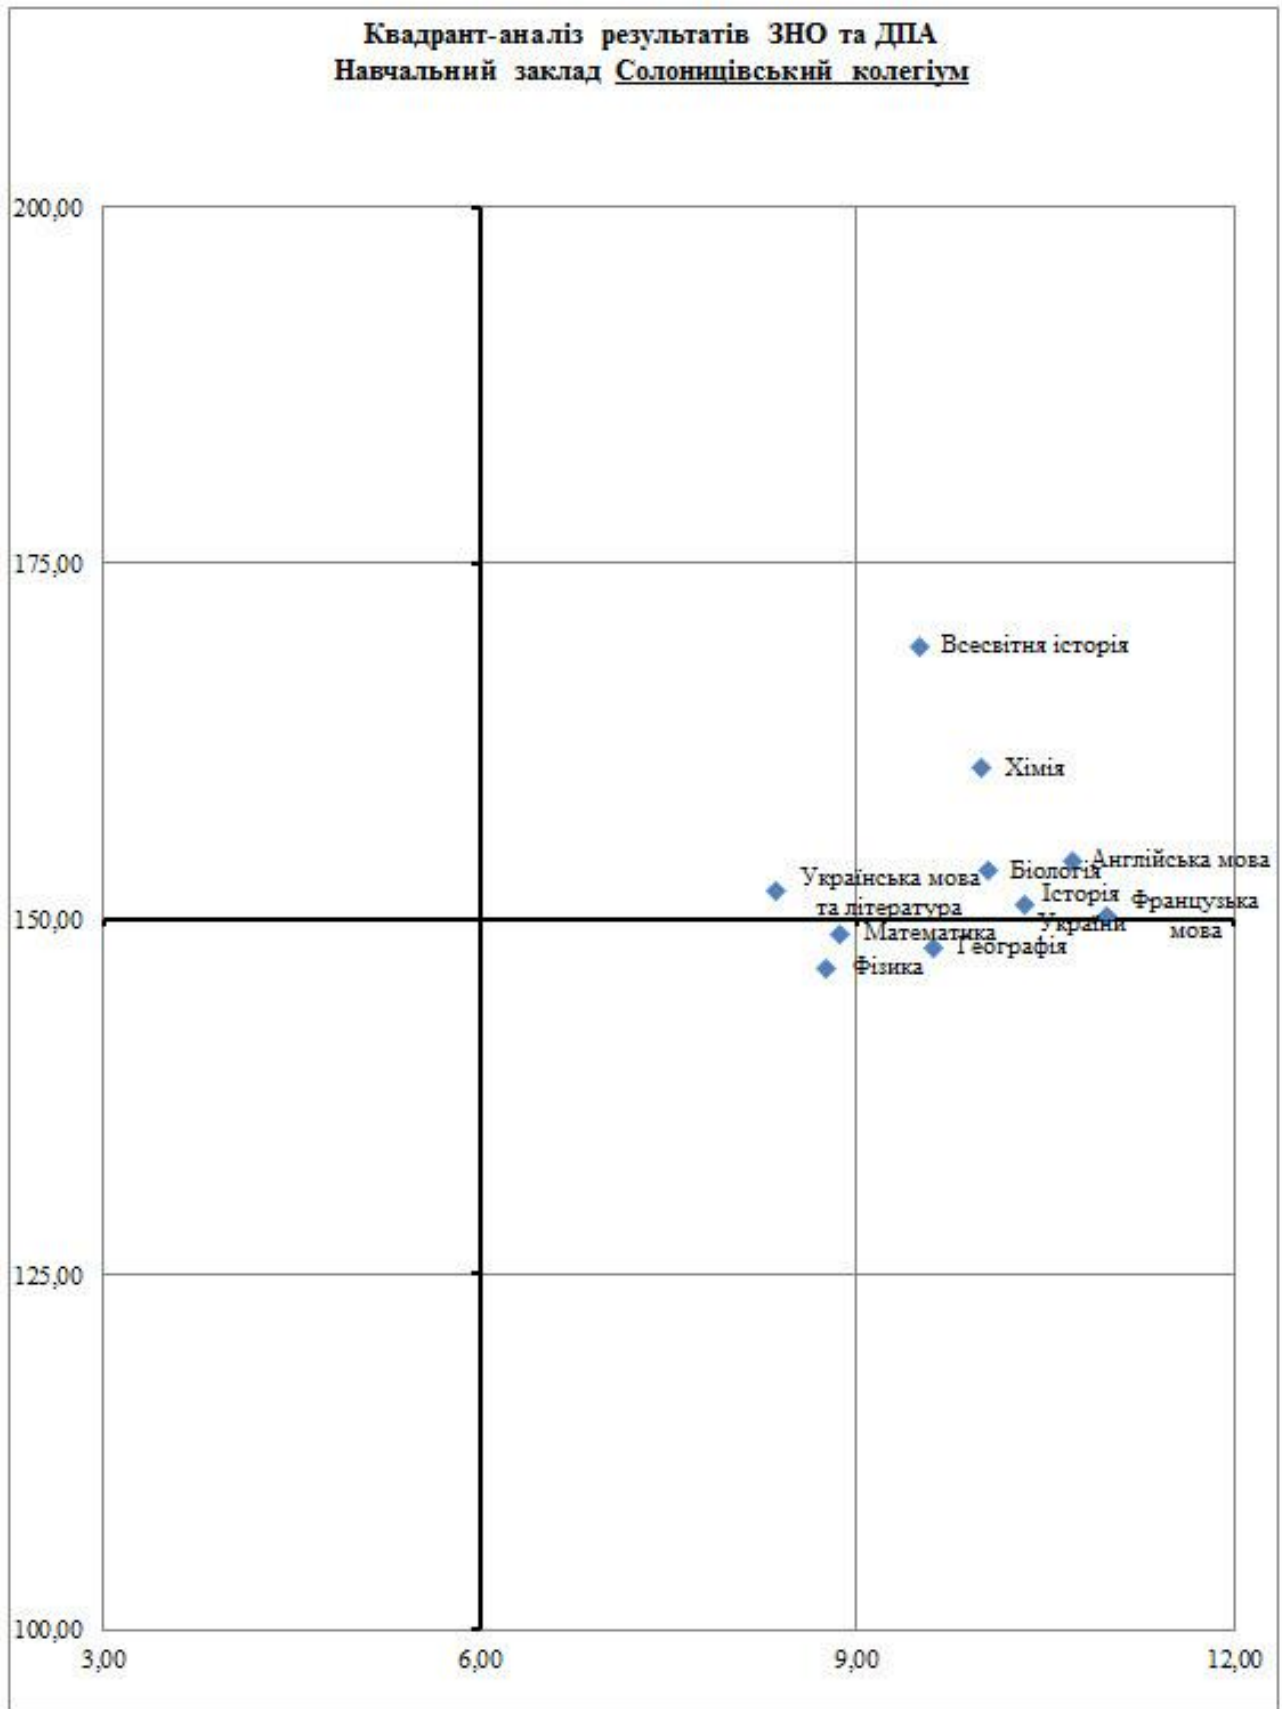 Квадрант-аналіз результатів ЗНО та ДПА
Навчальний заклад Солоницівський колегіум
200,00
175,00
Всесвітня історія
Хімія
Англійська мова
Біологія
Українська мова
та література
Історія
України
Французька
мова
150,00
Математика
Географія
Фізика
125,00
100,00
3,00
6,00
9,00
12,00